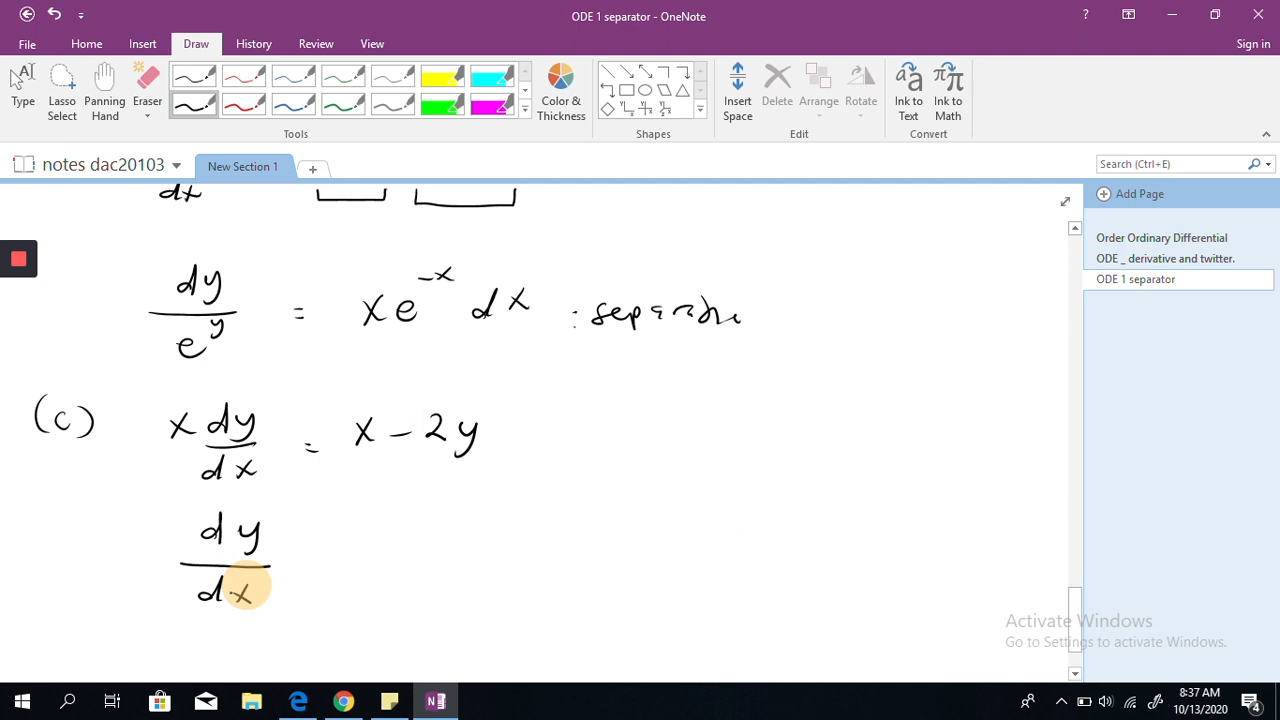 ODE 1 separator - OneNote
?
File Home Insert Draw History Review View Sign in
Type
Lasso Select
Panning Hand
Eraser
Color & Thickness
Insert Space
Delete
Arrange
Rotate
Ink to Text
Ink to Math
Tools Shapes Edit Convert
notes dac20103 New Section 1 + Search (Ctrl+E)
Add Page
Order Ordinary Differential
ODE _ derivative and twitter.
ODE 1 separator
dx
dy/e^y = xe^-x dx : separable
(c) x dy/dx = x - 2y
dy/dx
Activate Windows
Go to Settings to activate Windows.
8:37 AM
10/13/2020
4